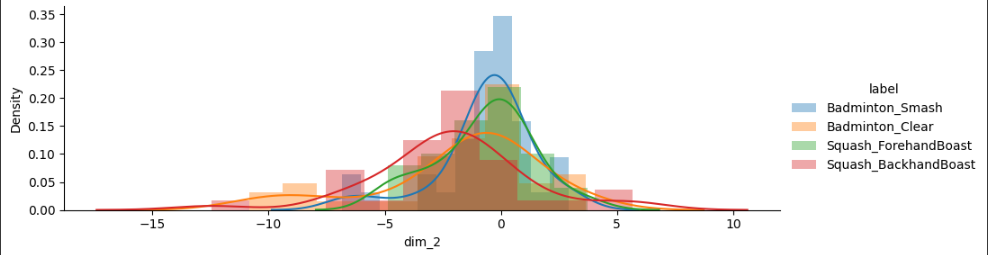 0.35
0.30
0.25
0.20
0.15
0.10
0.05
0.00
Density
−15
−10
−5
0
5
10
dim_2
label
Badminton_Smash
Badminton_Clear
Squash_ForehandBoast
Squash_BackhandBoast